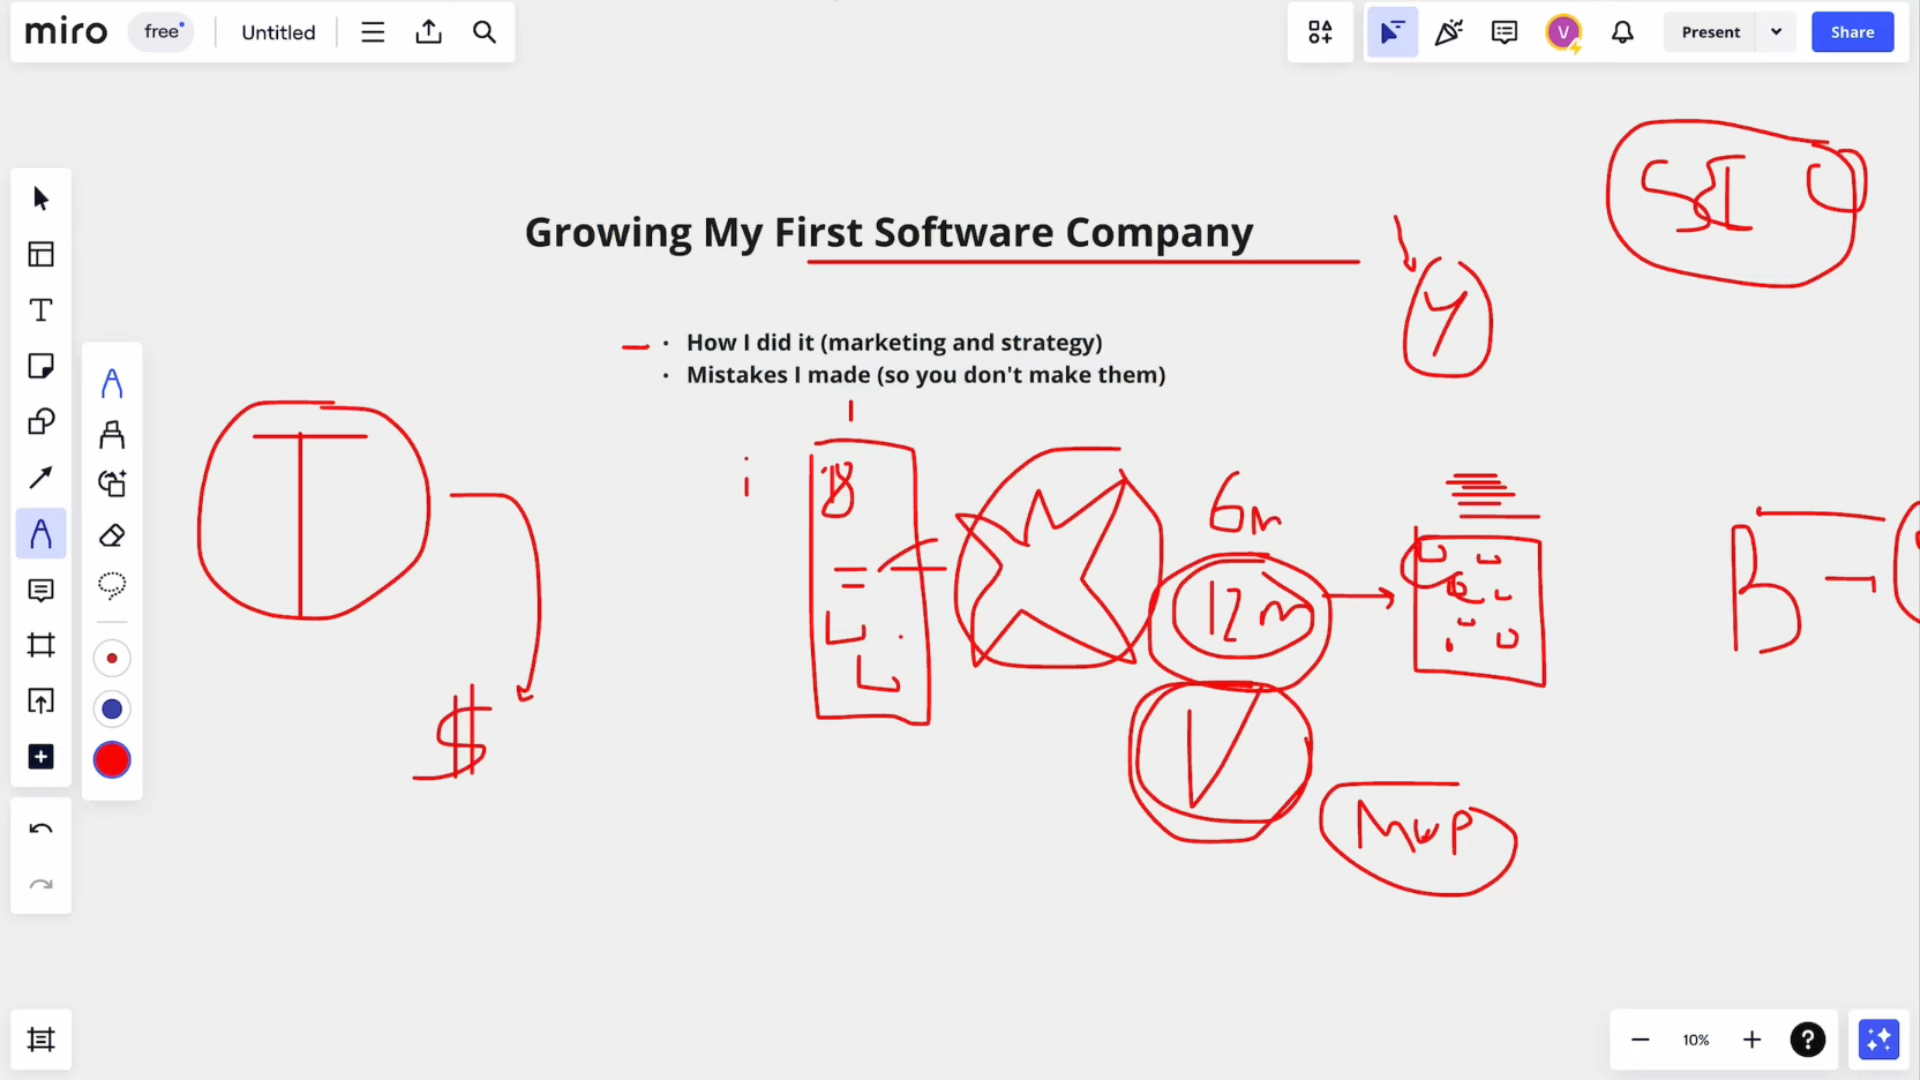 miro free Untitled Present Share
V
Growing My First Software Company
· How I did it (marketing and strategy)
· Mistakes I made (so you don't make them)
Y
T
$
6m
12m
V
MVP
B
10%